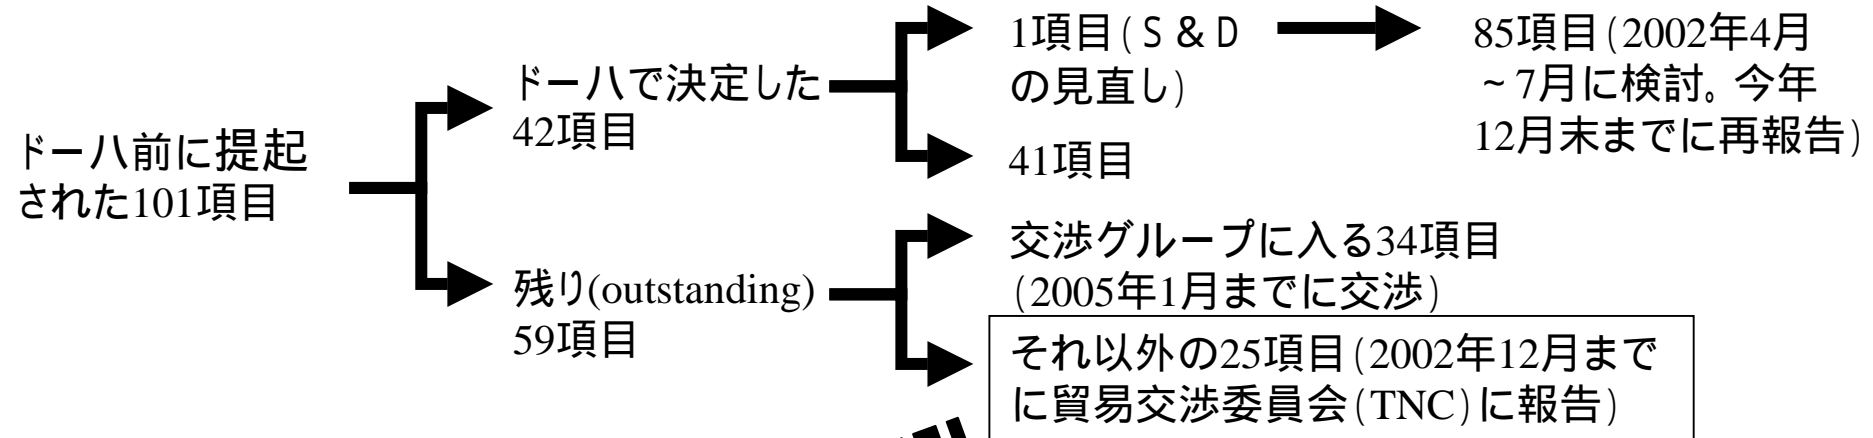 ドーハ前に提起
された101項目
ドーハで決定した
42項目
1項目(S&D
の見直し)
85項目(2002年4月
~7月に検討。今年
12月末までに再報告)
41項目
残り(outstanding)
59項目
交渉グループに入る34項目
(2005年1月までに交渉)
それ以外の25項目(2002年12月まで
に貿易交渉委員会(TNC)に報告)